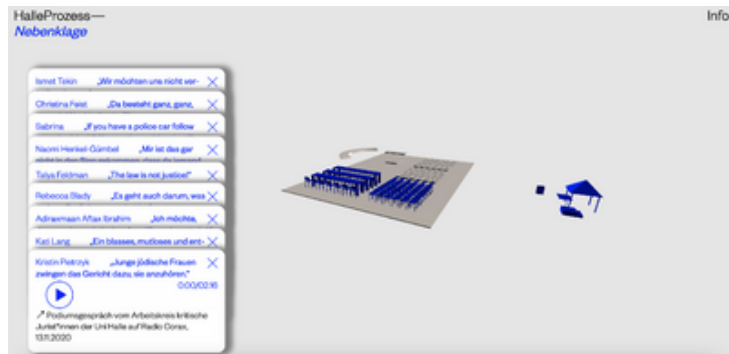 HalleProzess—
Info
Nebenklage
Ismet Tekin „Wir möchten uns nicht ver-
Christina Feist „Da besteht ganz, ganz,
Sabrina „If you have a police car follow
Naomi Henkel-Gümbel „Mir ist das gar
Talya Feldman „The law is not justice!"
Rebecca Blady „Es geht auch darum, was
Adiraxmaan Aftax Ibrahim „Ich möchte,
Kati Lang „Ein blasses, mutloses und ent-
Kristin Pietrzyk „Junge jüdische Frauen
zwingen das Gericht dazu, sie anzuhören."
0:00/02:16
↗ Podiumsgespräch vom Arbeitskreis kritische
Jurist*innen der Uni Halle auf Radio Corax,
13.11.2020